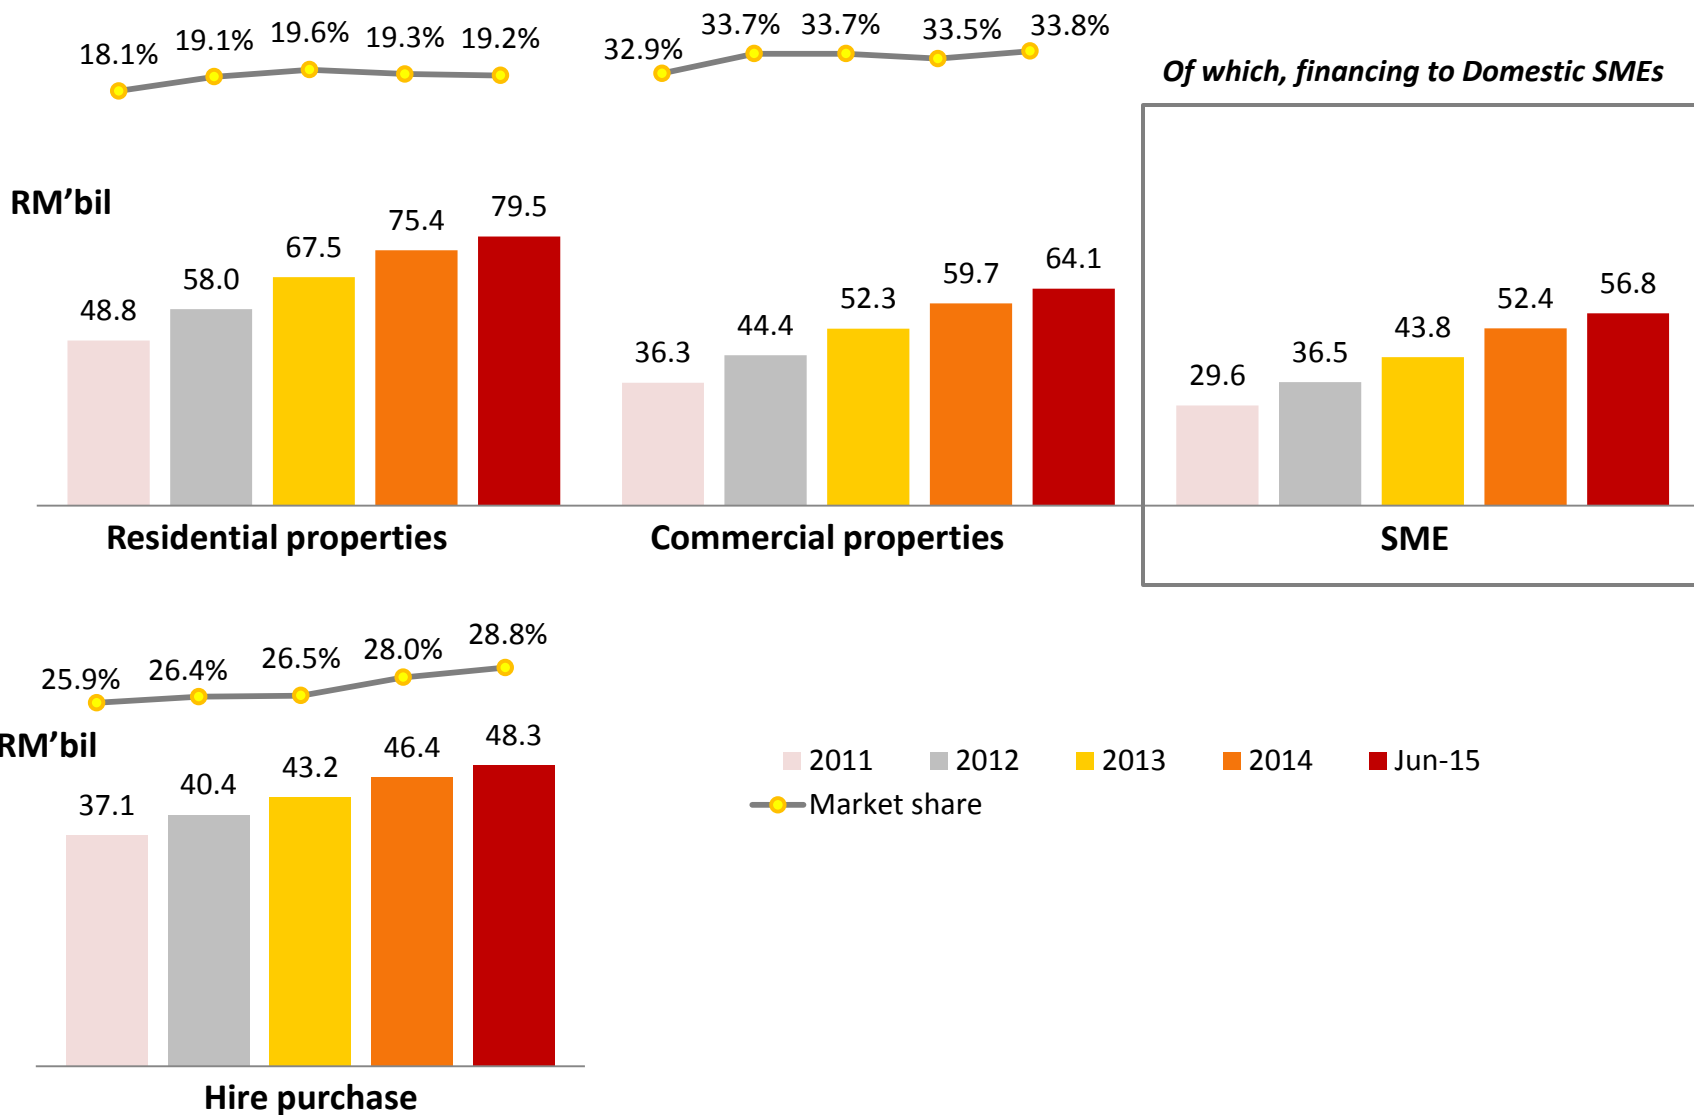 18.1% 19.1% 19.6% 19.3% 19.2%
32.9% 33.7% 33.7% 33.5% 33.8%
Of which, financing to Domestic SMEs
RM’bil
48.8 58.0 67.5 75.4 79.5
36.3 44.4 52.3 59.7 64.1
29.6 36.5 43.8 52.4 56.8
Residential properties
Commercial properties
SME
25.9% 26.4% 26.5% 28.0% 28.8%
RM’bil
37.1 40.4 43.2 46.4 48.3
2011 2012 2013 2014 Jun-15
Market share
Hire purchase